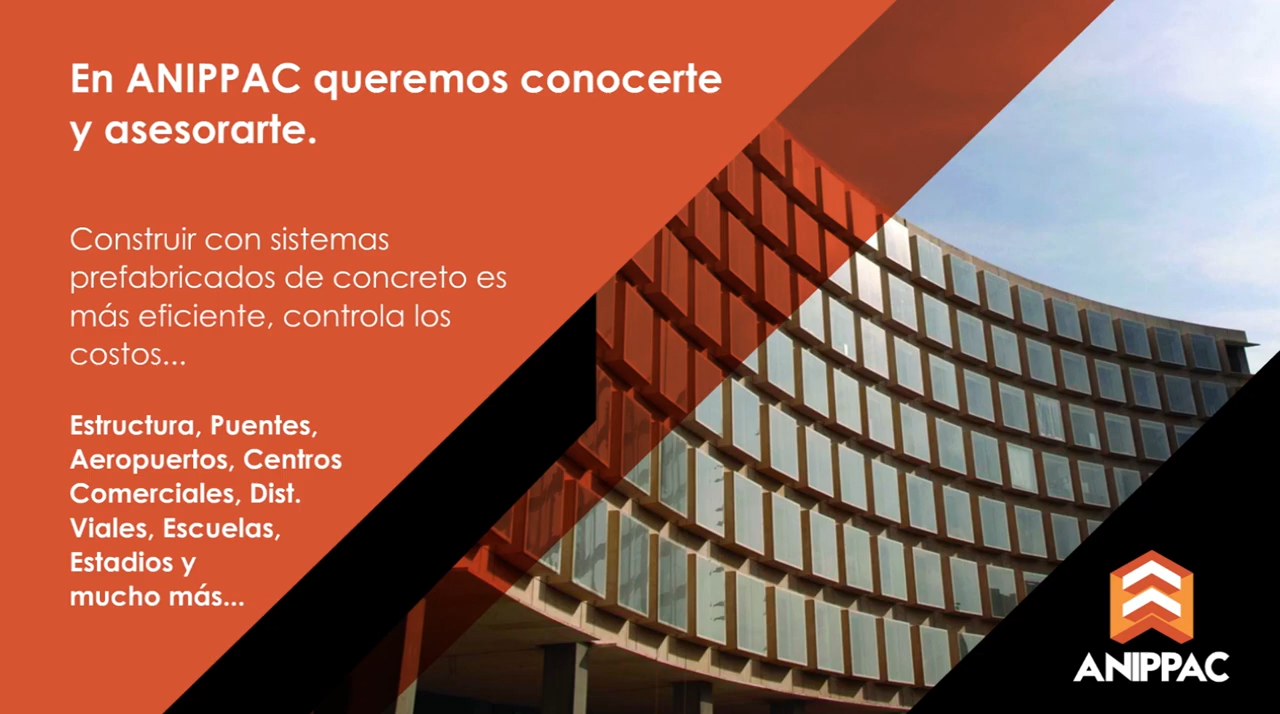 En ANIPPAC queremos conocerte
y asesorarte.
Construir con sistemas
prefabricados de concreto es
más eficiente, controla los
costos...
Estructura, Puentes,
Aeropuertos, Centros
Comerciales, Dist.
Viales, Escuelas,
Estadios y
mucho más...
ANIPPAC